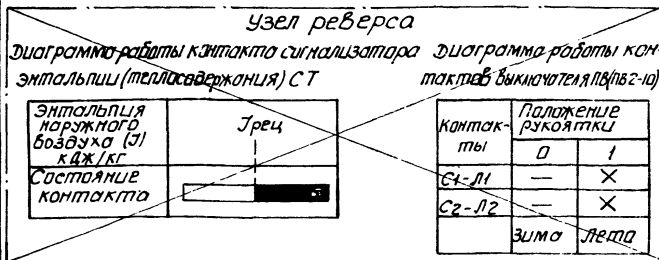 Узел реверса
Диаграмма работы контакта сигнализатора
энтальпии (теплосодержания) СТ
Диаграмма работы кон-
тактов выключателя ПВ(ПВ2-10)
Энтальпия
наружного
воздуха (J)
кДж/кг
Jрец
Состояние
контакта
Контак-
ты
Положение
рукоятки
0 1
С1-Л1 — ×
С2-Л2 — ×
Зима Лето